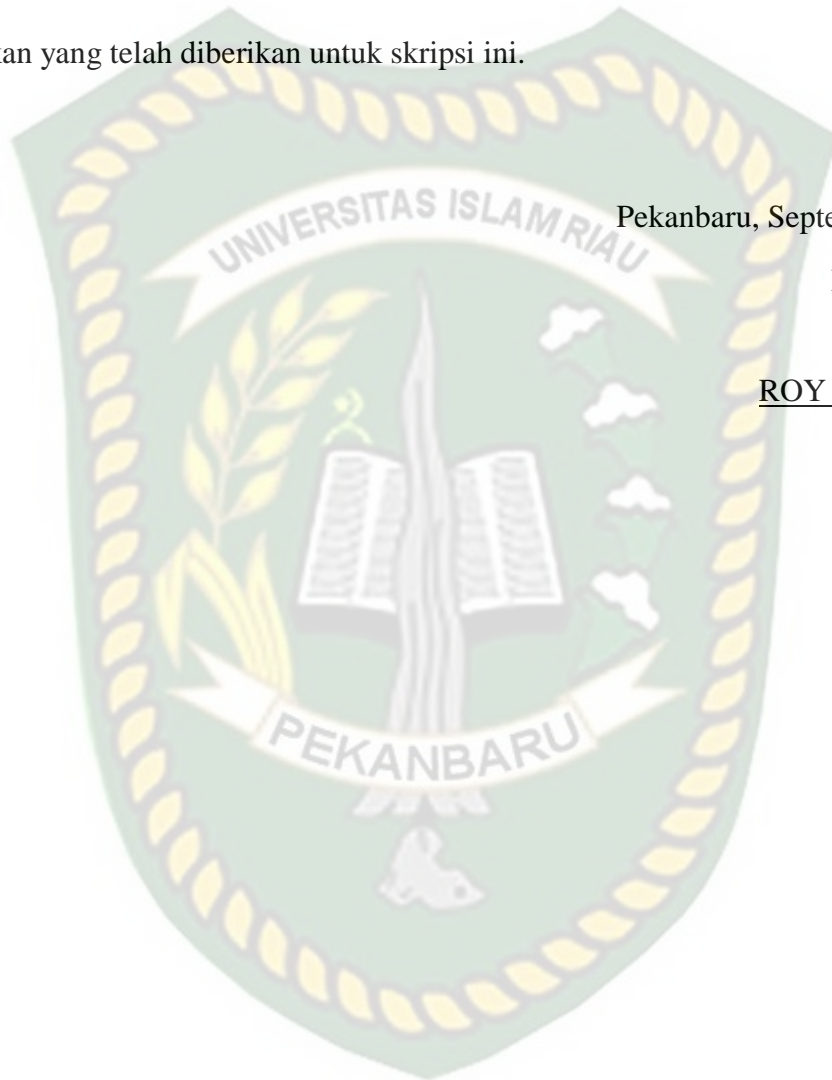 kan yang telah diberikan untuk skripsi ini.
UNIVERSITAS ISLAM RIAU
Pekanbaru, Septe
ROY
PEKANBARU